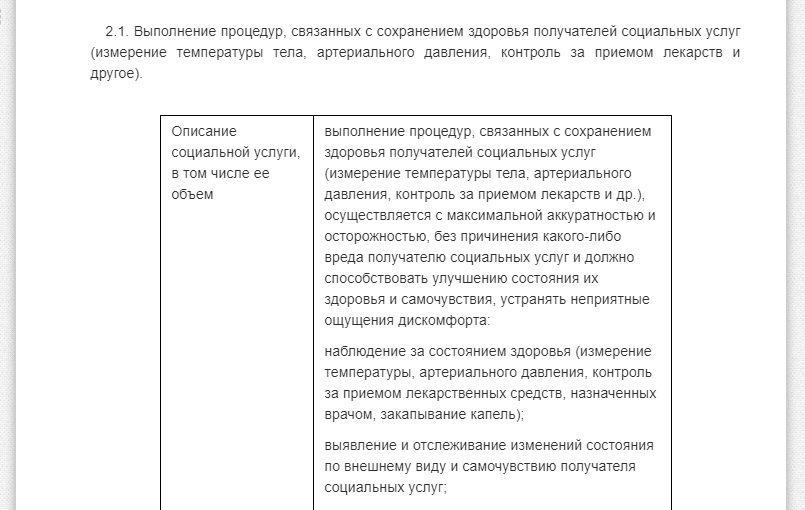 2.1. Выполнение процедур, связанных с сохранением здоровья получателей социальных услуг
(измерение температуры тела, артериального давления, контроль за приемом лекарств и
другое).
Описание
социальной услуги,
в том числе ее
объем
выполнение процедур, связанных с сохранением
здоровья получателей социальных услуг
(измерение температуры тела, артериального
давления, контроль за приемом лекарств и др.),
осуществляется с максимальной аккуратностью и
осторожностью, без причинения какого-либо
вреда получателю социальных услуг и должно
способствовать улучшению состояния их
здоровья и самочувствия, устранять неприятные
ощущения дискомфорта:
наблюдение за состоянием здоровья (измерение
температуры, артериального давления, контроль
за приемом лекарственных средств, назначенных
врачом, закапывание капель);
выявление и отслеживание изменений состояния
по внешнему виду и самочувствию получателя
социальных услуг;